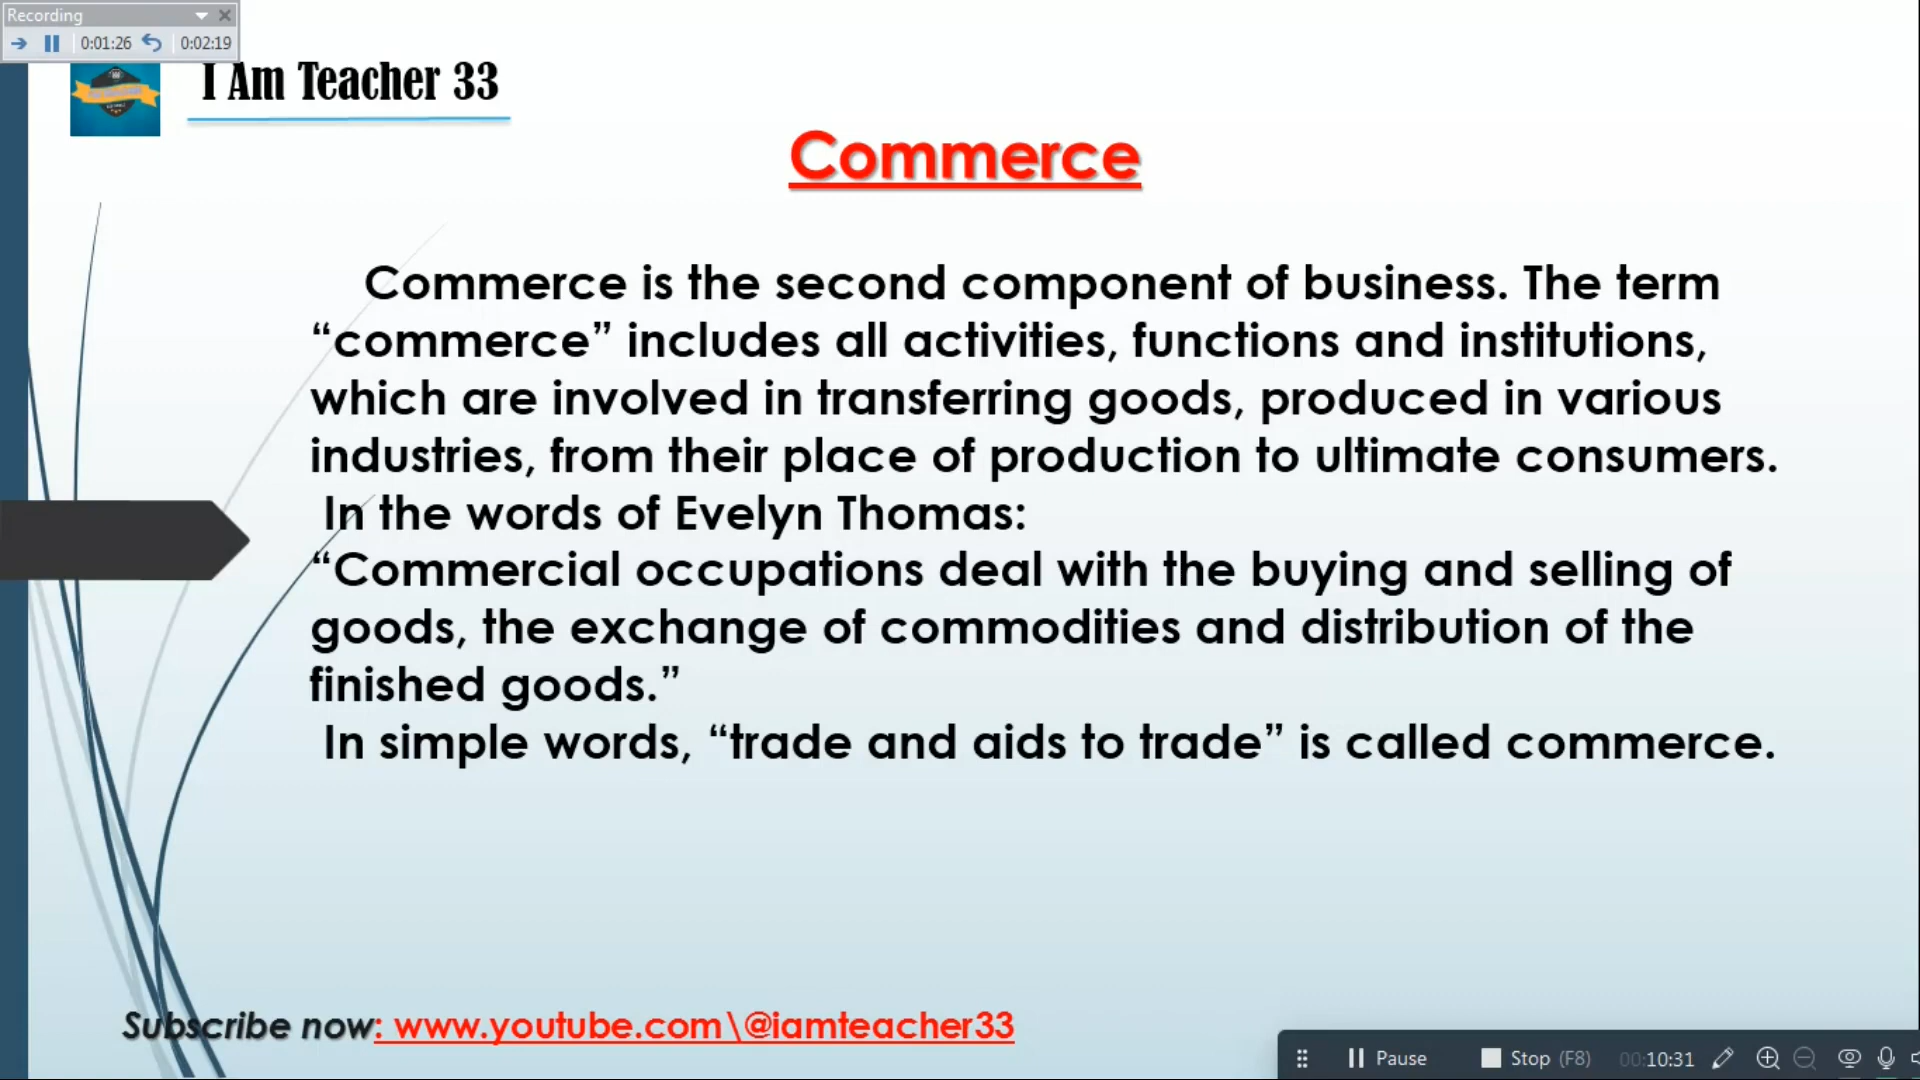 Recording
0:01:26 0:02:19
I Am Teacher 33
Commerce
Commerce is the second component of business. The term
“commerce” includes all activities, functions and institutions,
which are involved in transferring goods, produced in various
industries, from their place of production to ultimate consumers.
In the words of Evelyn Thomas:
“Commercial occupations deal with the buying and selling of
goods, the exchange of commodities and distribution of the
finished goods.”
In simple words, “trade and aids to trade” is called commerce.
Subscribe now: www.youtube.com\@iamteacher33
Pause Stop (F8) 00:10:31